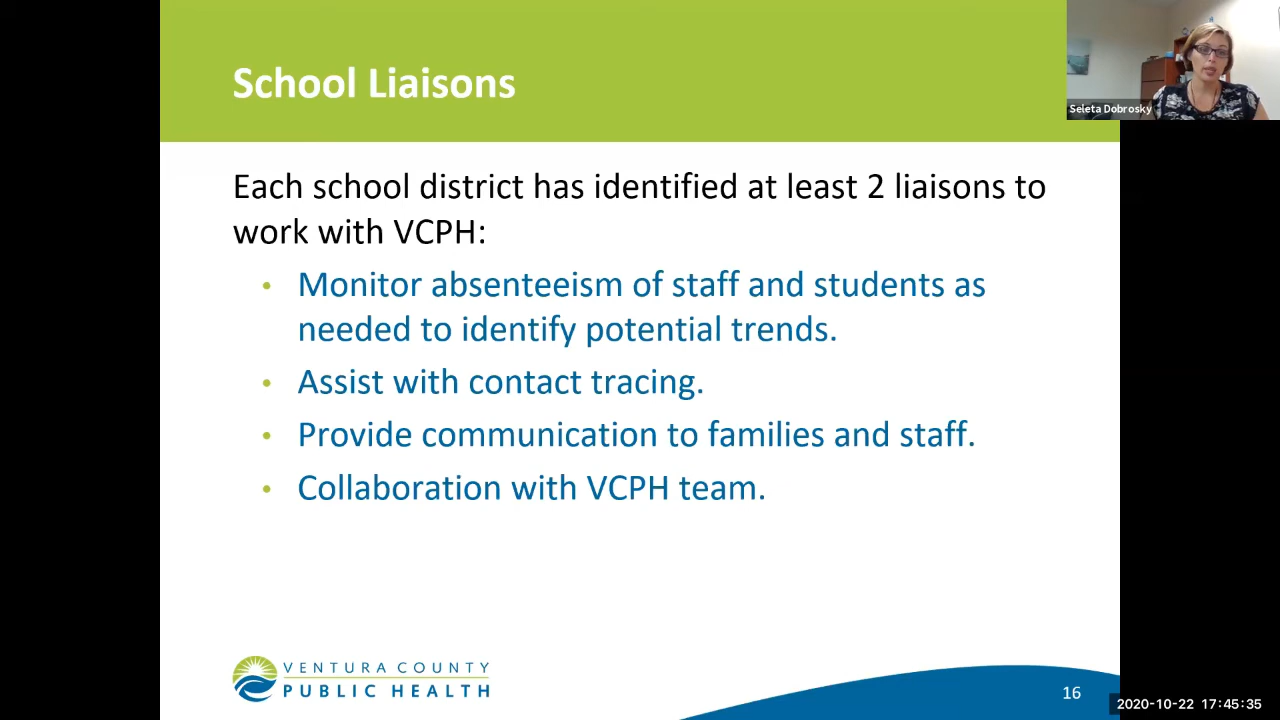 School Liaisons
Seleta Dobrosky
Each school district has identified at least 2 liaisons to
work with VCPH:
• Monitor absenteeism of staff and students as
needed to identify potential trends.
• Assist with contact tracing.
• Provide communication to families and staff.
• Collaboration with VCPH team.
VENTURA COUNTY
PUBLIC HEALTH
16
2020-10-22 17:45:35